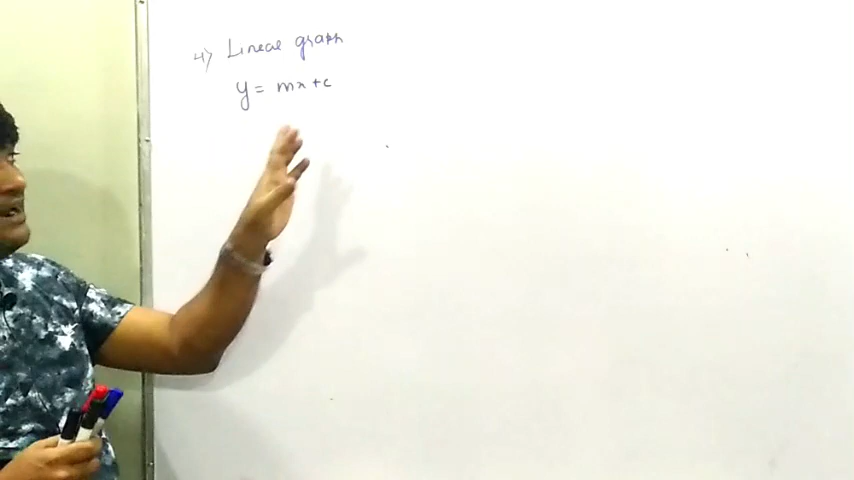 4) Linear graph
y = mx + c